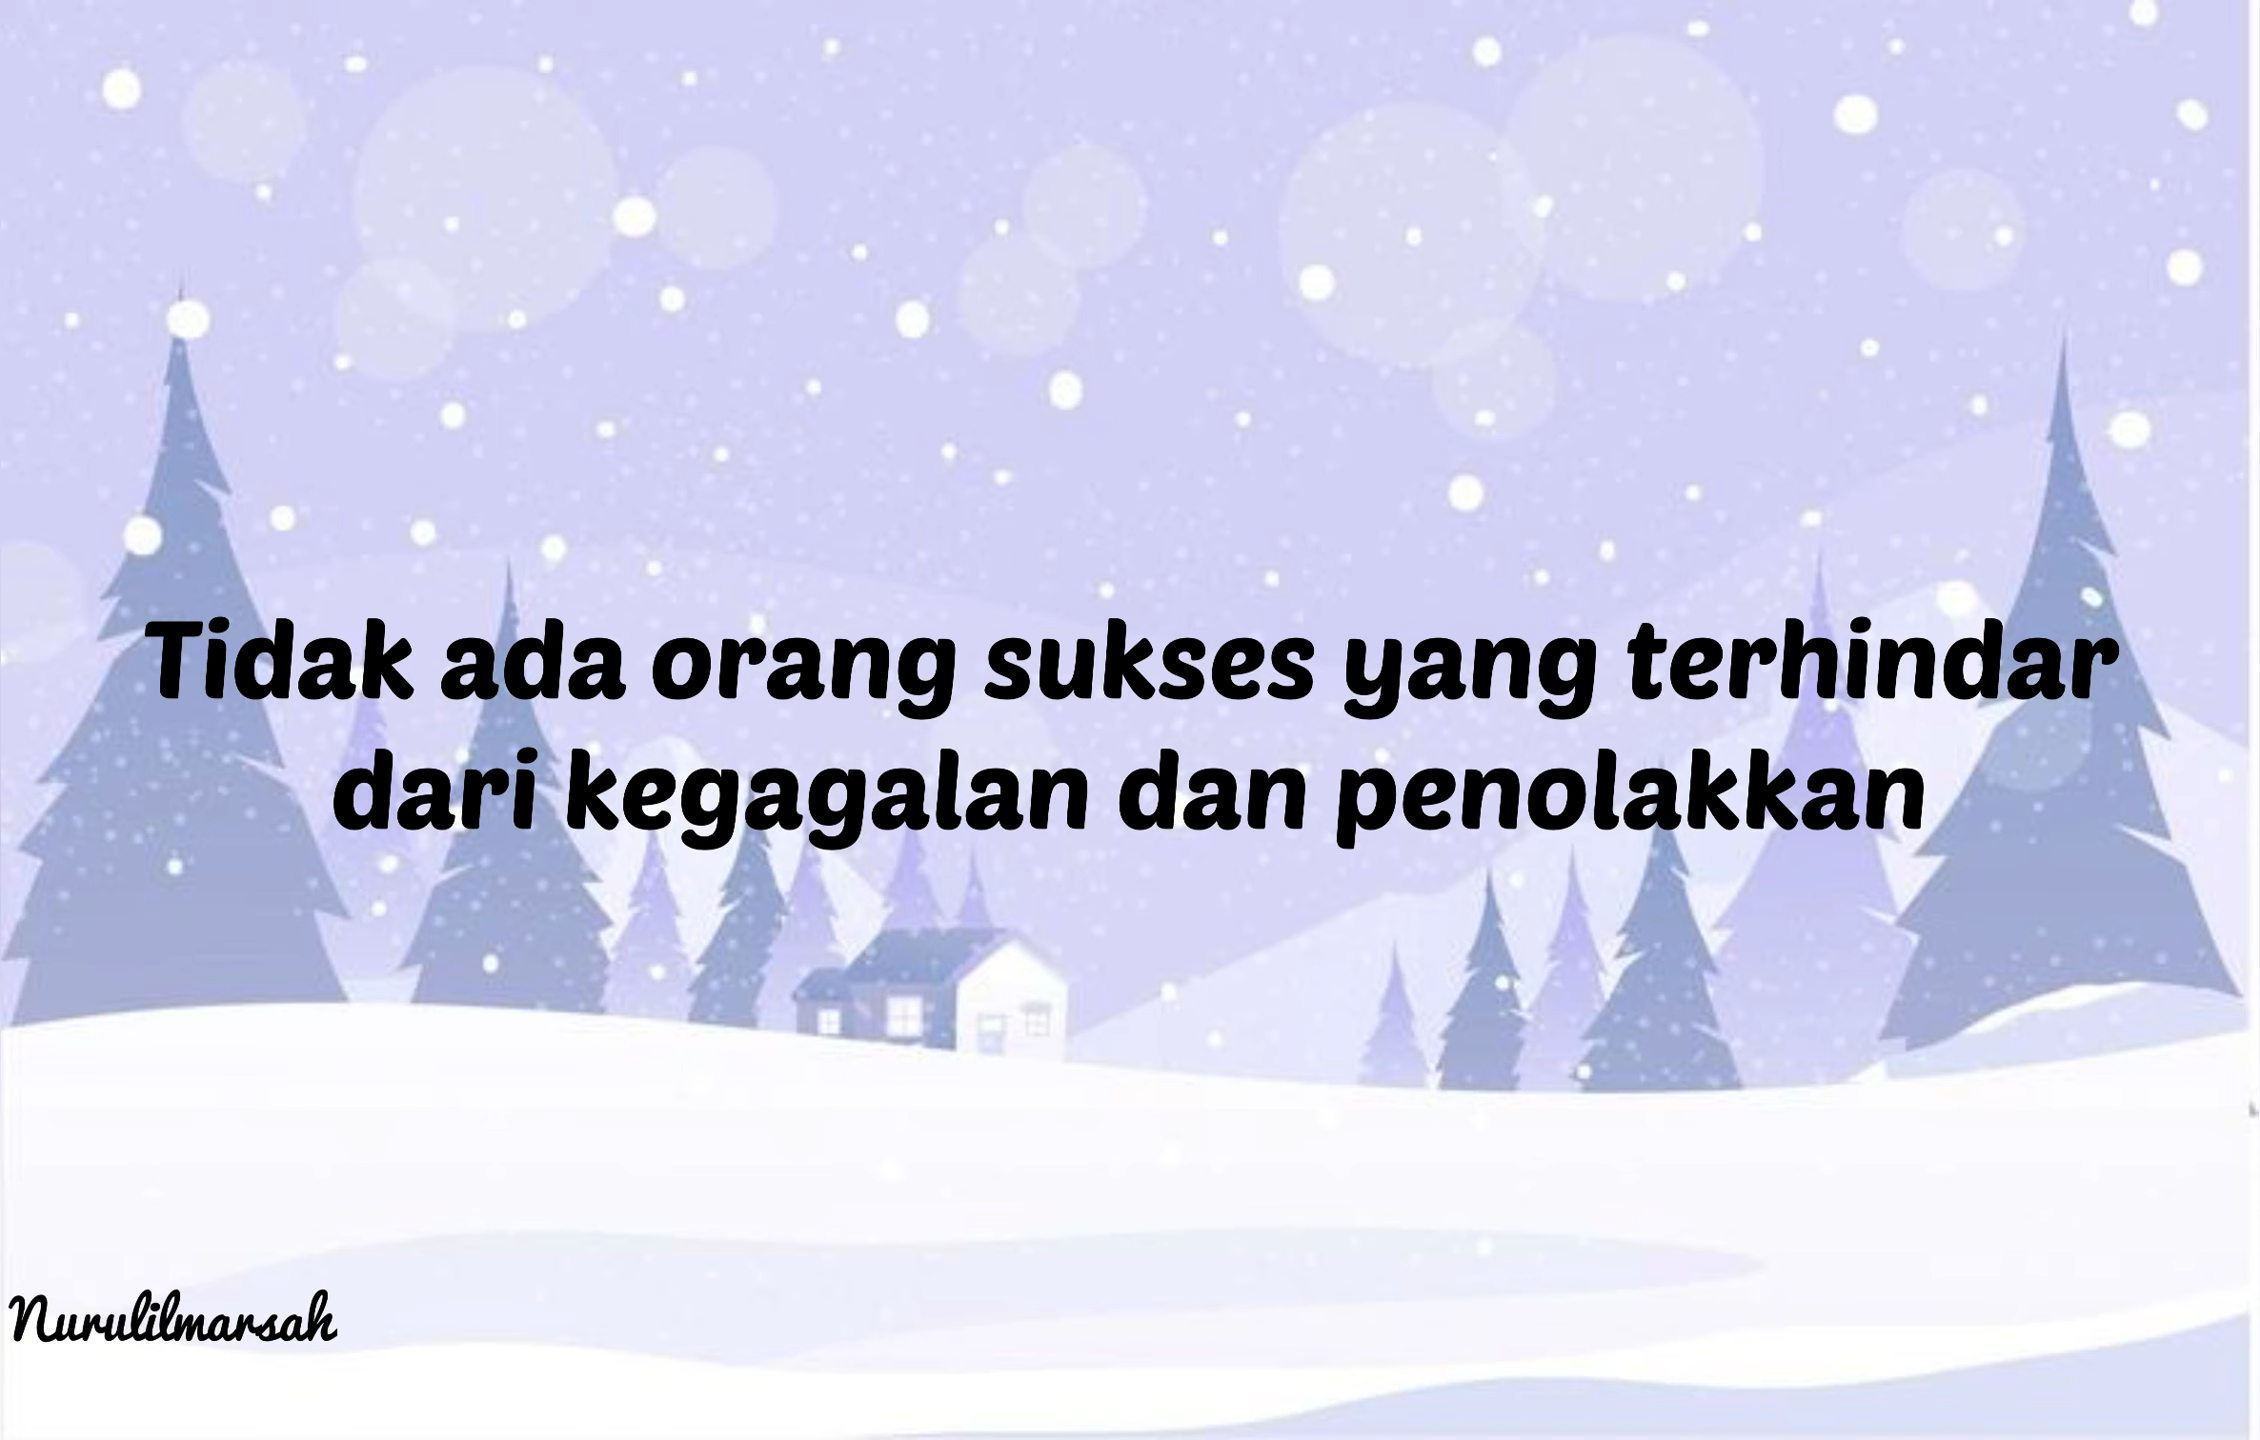 Tidak ada orang sukses yang terhindar
dari kegagalan dan penolakkan
Nurulilmarsah